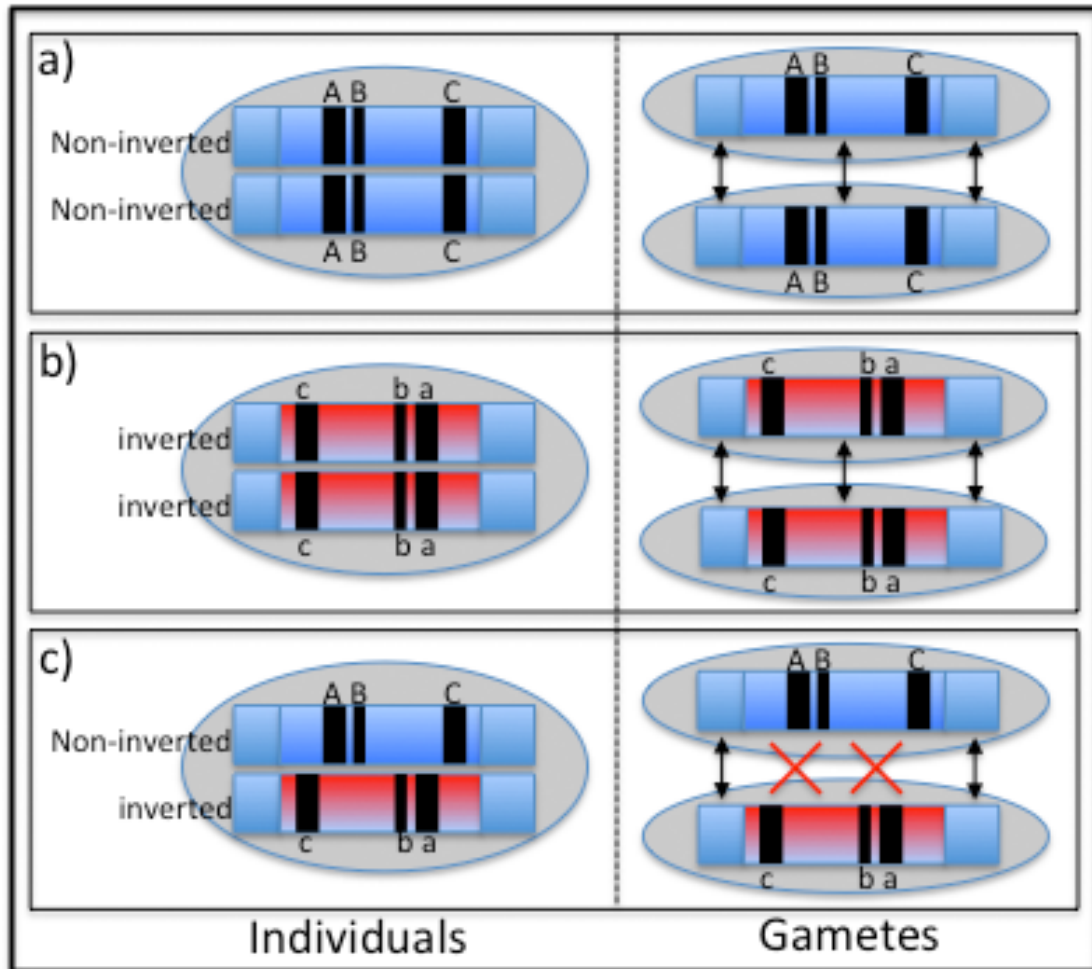 a)
A B C
A B C
Non-inverted
Non-inverted
A B C
A B C
b)
c b a
c b a
inverted
inverted
c b a
c b a
c)
A B C
A B C
Non-inverted
inverted
c b a
c b a
Individuals
Gametes